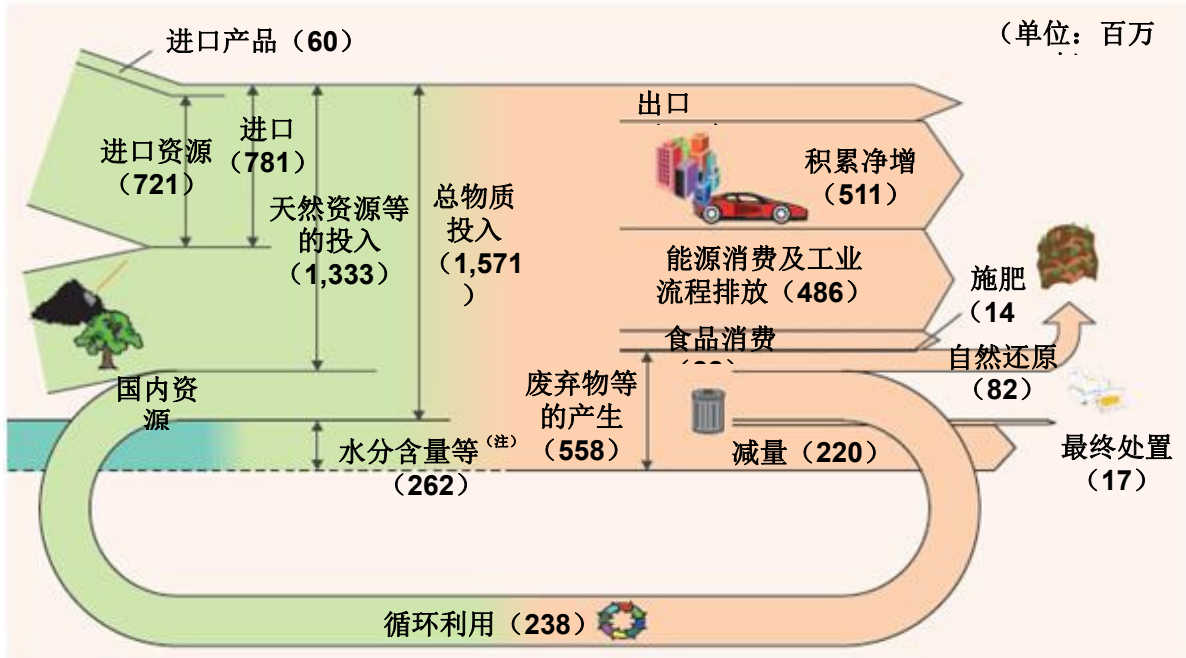 进口产品（60）
（单位：百万
出口
进口资源
（721）
进口
（781）
天然资源等
的投入
（1,333）
总物质
投入
（1,571
）
积累净增
（511）
能源消费及工业
流程排放（486）
食品消费
施肥
（14
自然还原
（82）
国内资
源
废弃物等
的产生
（558）
水分含量等（注）
（262）
减量（220）
最终处置
（17）
循环利用（238）